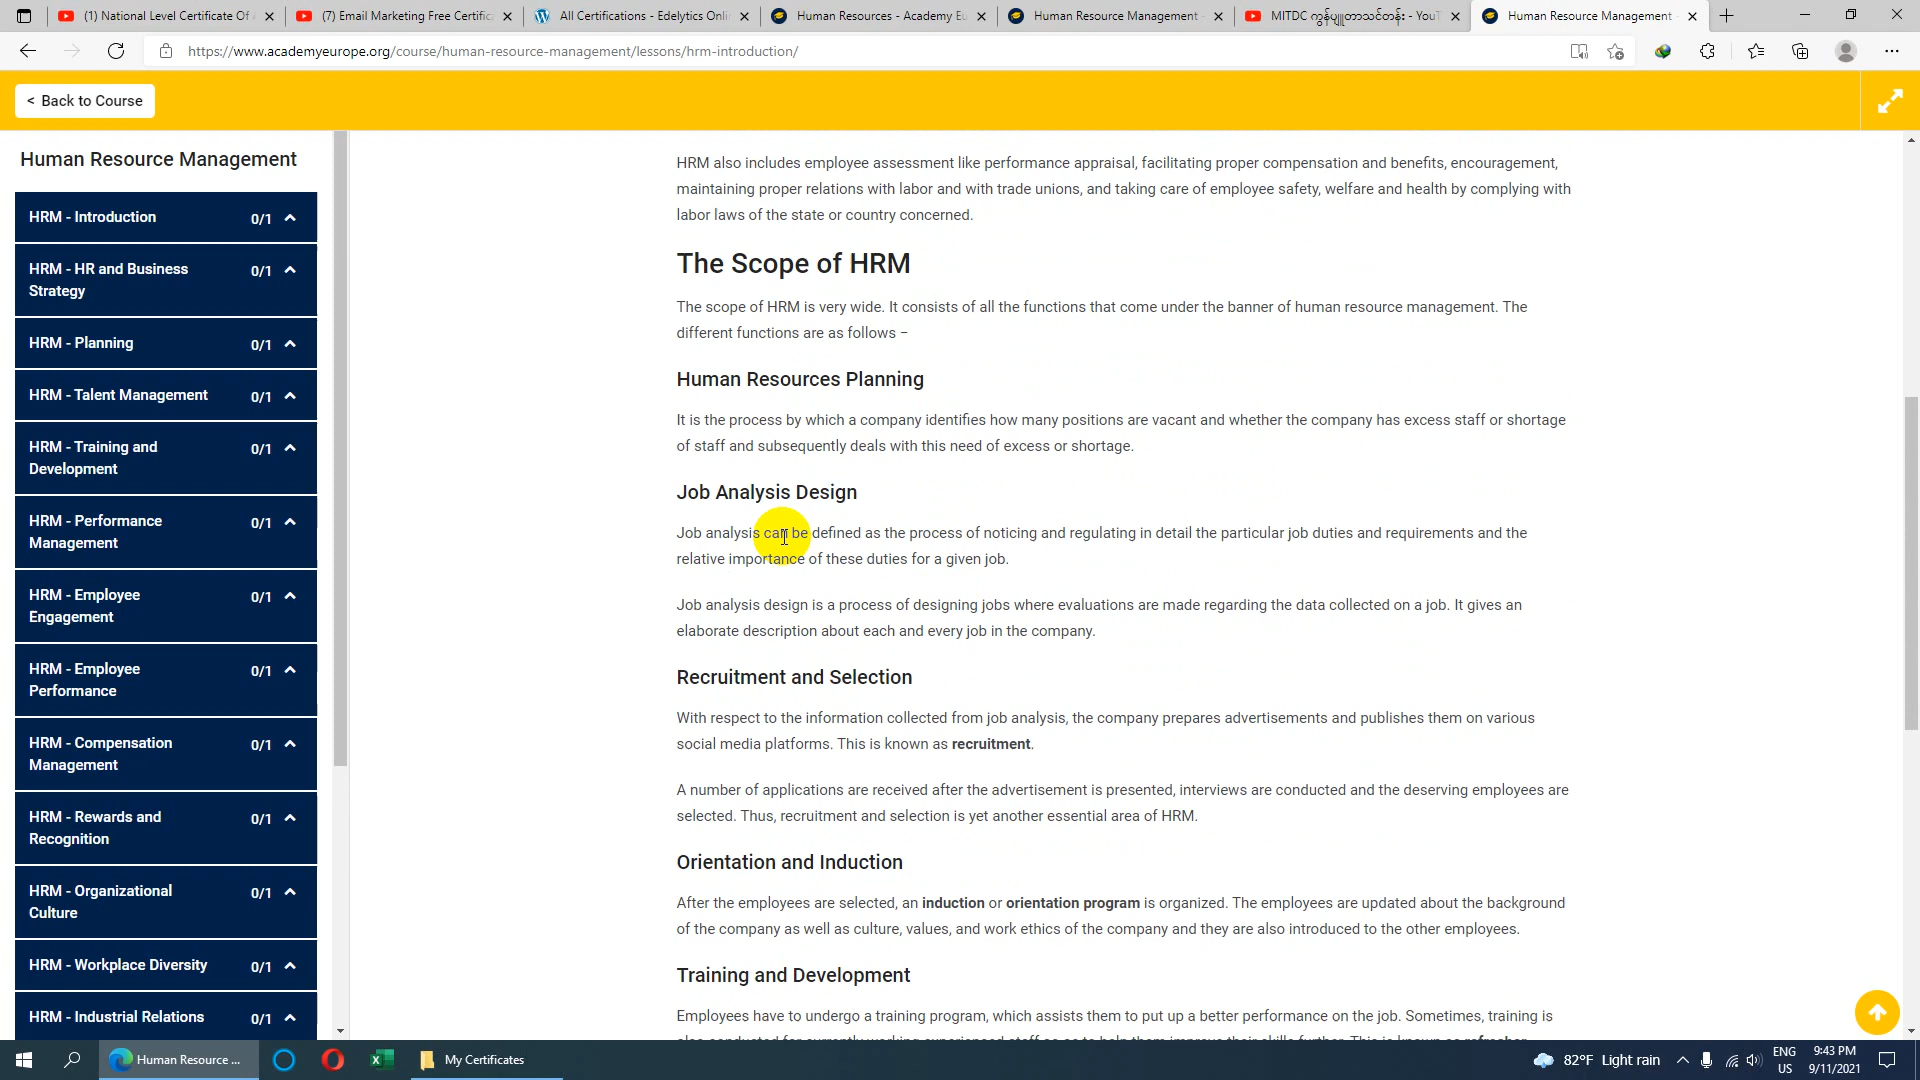 (1) National Level Certificate Of
(7) Email Marketing Free Certific
All Certifications - Edelytics Onli
Human Resources - Academy Eu
Human Resource Management -
MITDC ကွန်ပျူတာသင်တန်း - YouT
Human Resource Management -
https://www.academyeurope.org/course/human-resource-management/lessons/hrm-introduction/
< Back to Course
Human Resource Management
HRM - Introduction 0/1
HRM - HR and Business
Strategy 0/1
HRM - Planning 0/1
HRM - Talent Management 0/1
HRM - Training and
Development 0/1
HRM - Performance
Management 0/1
HRM - Employee
Engagement 0/1
HRM - Employee
Performance 0/1
HRM - Compensation
Management 0/1
HRM - Rewards and
Recognition 0/1
HRM - Organizational
Culture 0/1
HRM - Workplace Diversity 0/1
HRM - Industrial Relations 0/1
HRM also includes employee assessment like performance appraisal, facilitating proper compensation and benefits, encouragement,
maintaining proper relations with labor and with trade unions, and taking care of employee safety, welfare and health by complying with
labor laws of the state or country concerned.
The Scope of HRM
The scope of HRM is very wide. It consists of all the functions that come under the banner of human resource management. The
different functions are as follows −
Human Resources Planning
It is the process by which a company identifies how many positions are vacant and whether the company has excess staff or shortage
of staff and subsequently deals with this need of excess or shortage.
Job Analysis Design
Job analysis can be defined as the process of noticing and regulating in detail the particular job duties and requirements and the
relative importance of these duties for a given job.
Job analysis design is a process of designing jobs where evaluations are made regarding the data collected on a job. It gives an
elaborate description about each and every job in the company.
Recruitment and Selection
With respect to the information collected from job analysis, the company prepares advertisements and publishes them on various
social media platforms. This is known as recruitment.
A number of applications are received after the advertisement is presented, interviews are conducted and the deserving employees are
selected. Thus, recruitment and selection is yet another essential area of HRM.
Orientation and Induction
After the employees are selected, an induction or orientation program is organized. The employees are updated about the background
of the company as well as culture, values, and work ethics of the company and they are also introduced to the other employees.
Training and Development
Employees have to undergo a training program, which assists them to put up a better performance on the job. Sometimes, training is
also conducted for currently working experienced staff so as to help them improve their skills further. This is known as refresher
Human Resource ...
My Certificates
82°F Light rain
ENG
US
9:43 PM
9/11/2021